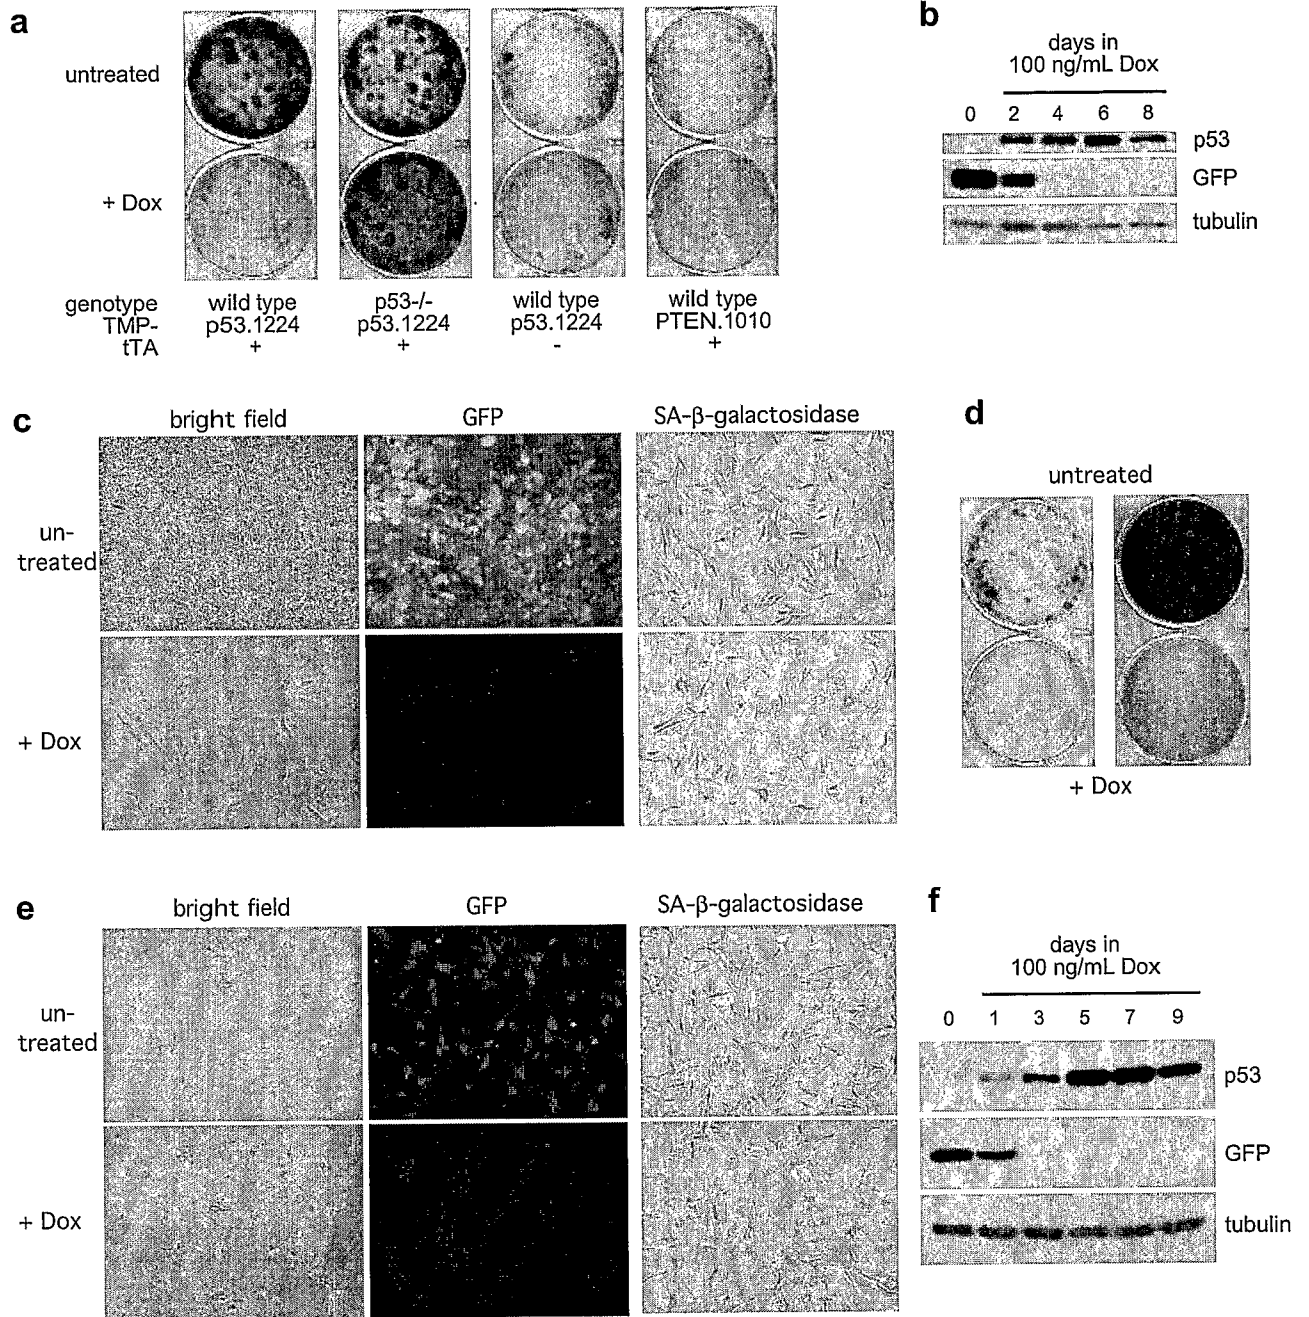 a
untreated
+ Dox
genotype wild type p53-/- wild type wild type
TMP- p53.1224 p53.1224 p53.1224 PTEN.1010
tTA + + - +
b
days in
100 ng/mL Dox
0 2 4 6 8
p53
GFP
tubulin
c
bright field GFP SA-β-galactosidase
un-
treated
+ Dox
d
untreated
+ Dox
e
bright field GFP SA-β-galactosidase
un-
treated
+ Dox
f
days in
100 ng/mL Dox
0 1 3 5 7 9
p53
GFP
tubulin